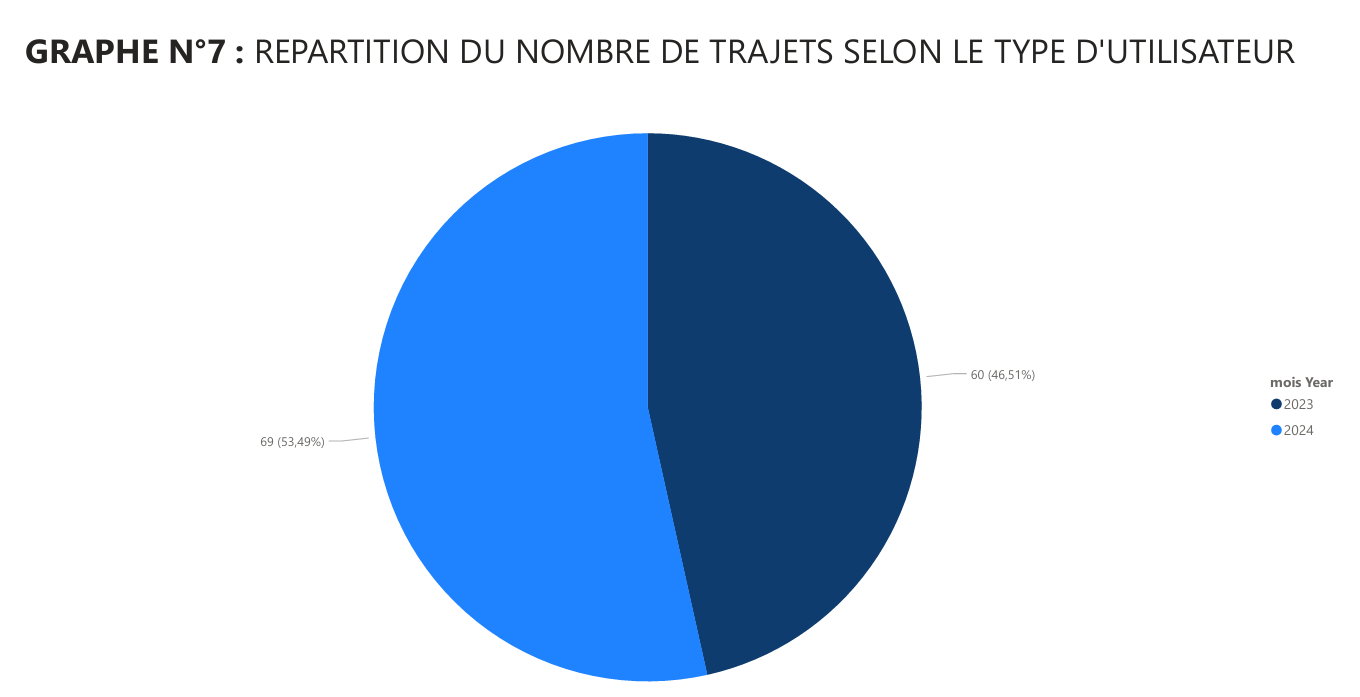 GRAPHE N°7 : REPARTITION DU NOMBRE DE TRAJETS SELON LE TYPE D'UTILISATEUR
60 (46,51%)
69 (53,49%)
mois Year
2023
2024